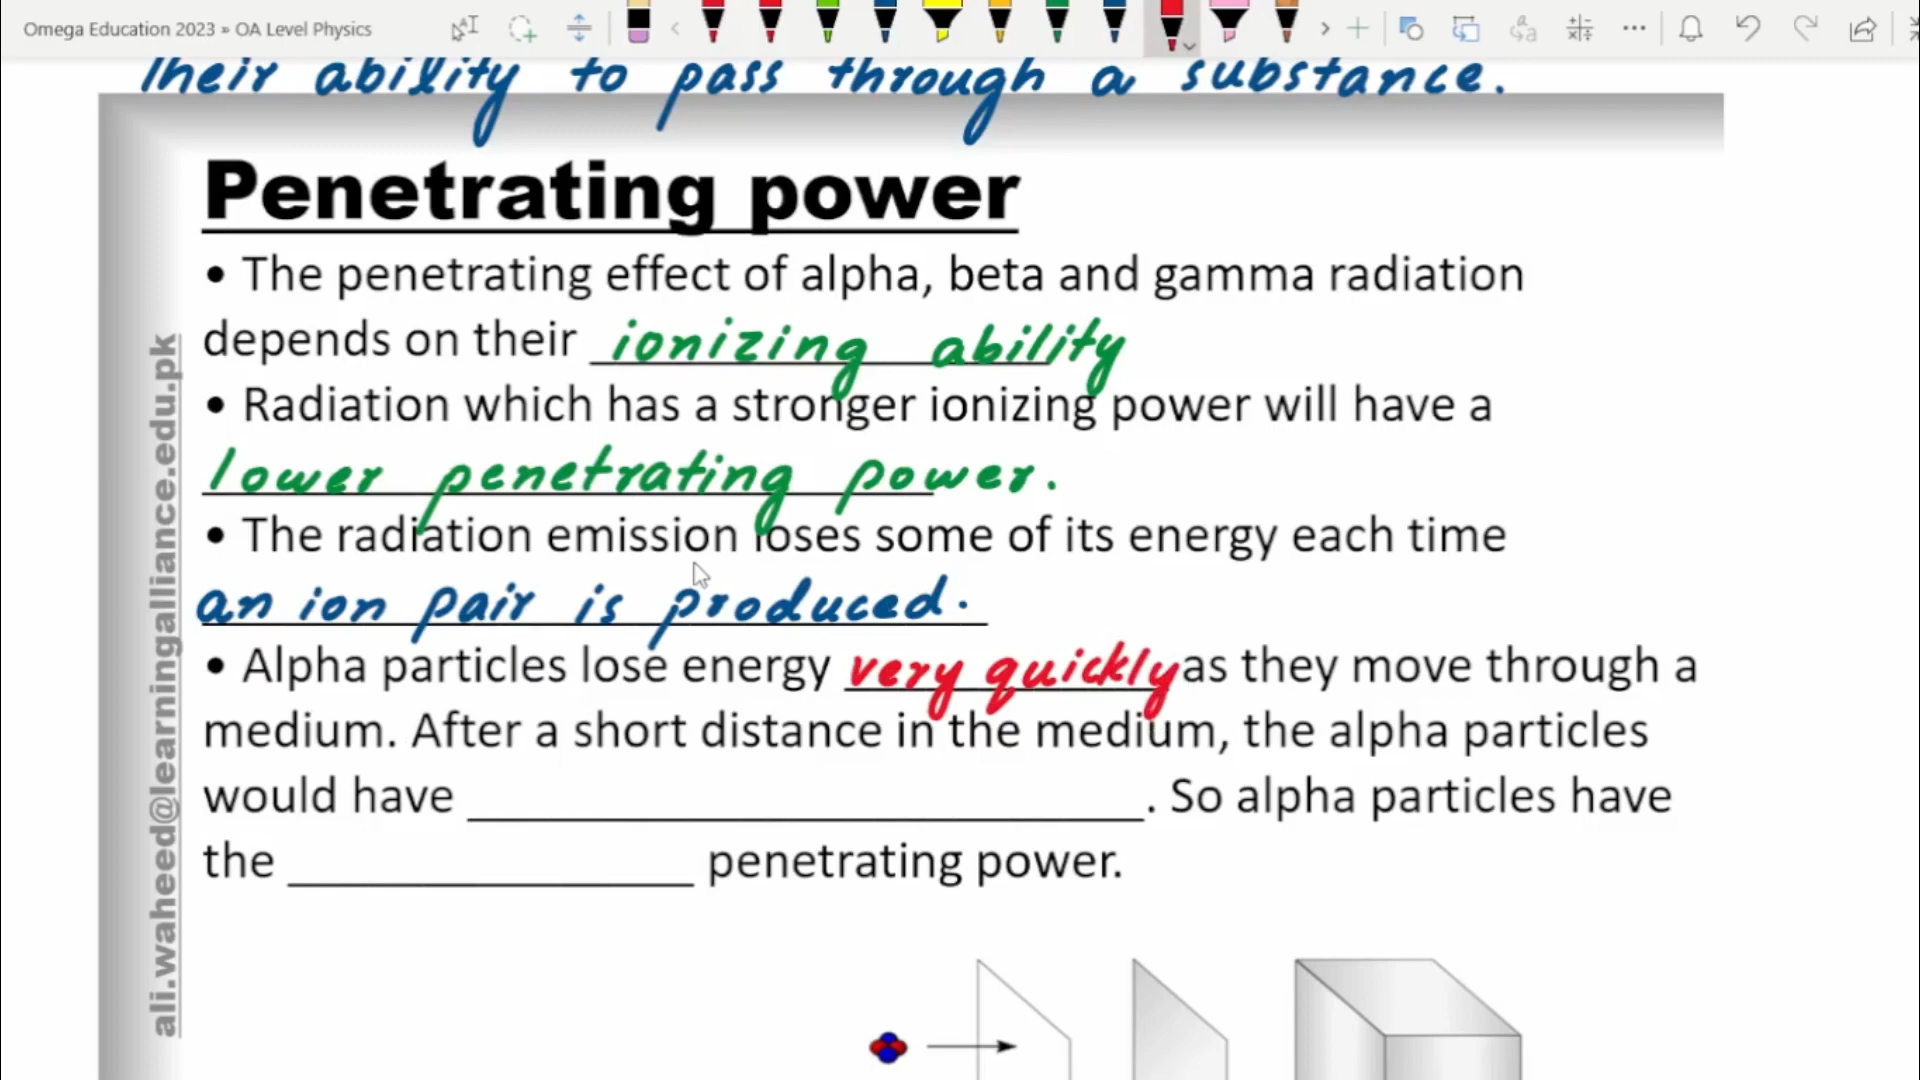 Omega Education 2023 » OA Level Physics
Their ability to pass through a substance.
Penetrating power
• The penetrating effect of alpha, beta and gamma radiation
depends on their ionizing ability
• Radiation which has a stronger ionizing power will have a
lower penetrating power.
• The radiation emission loses some of its energy each time
an ion pair is produced.
• Alpha particles lose energy very quickly as they move through a
medium. After a short distance in the medium, the alpha particles
would have ____________________. So alpha particles have
the ____________ penetrating power.
ali.waheed@learningalliance.edu.pk